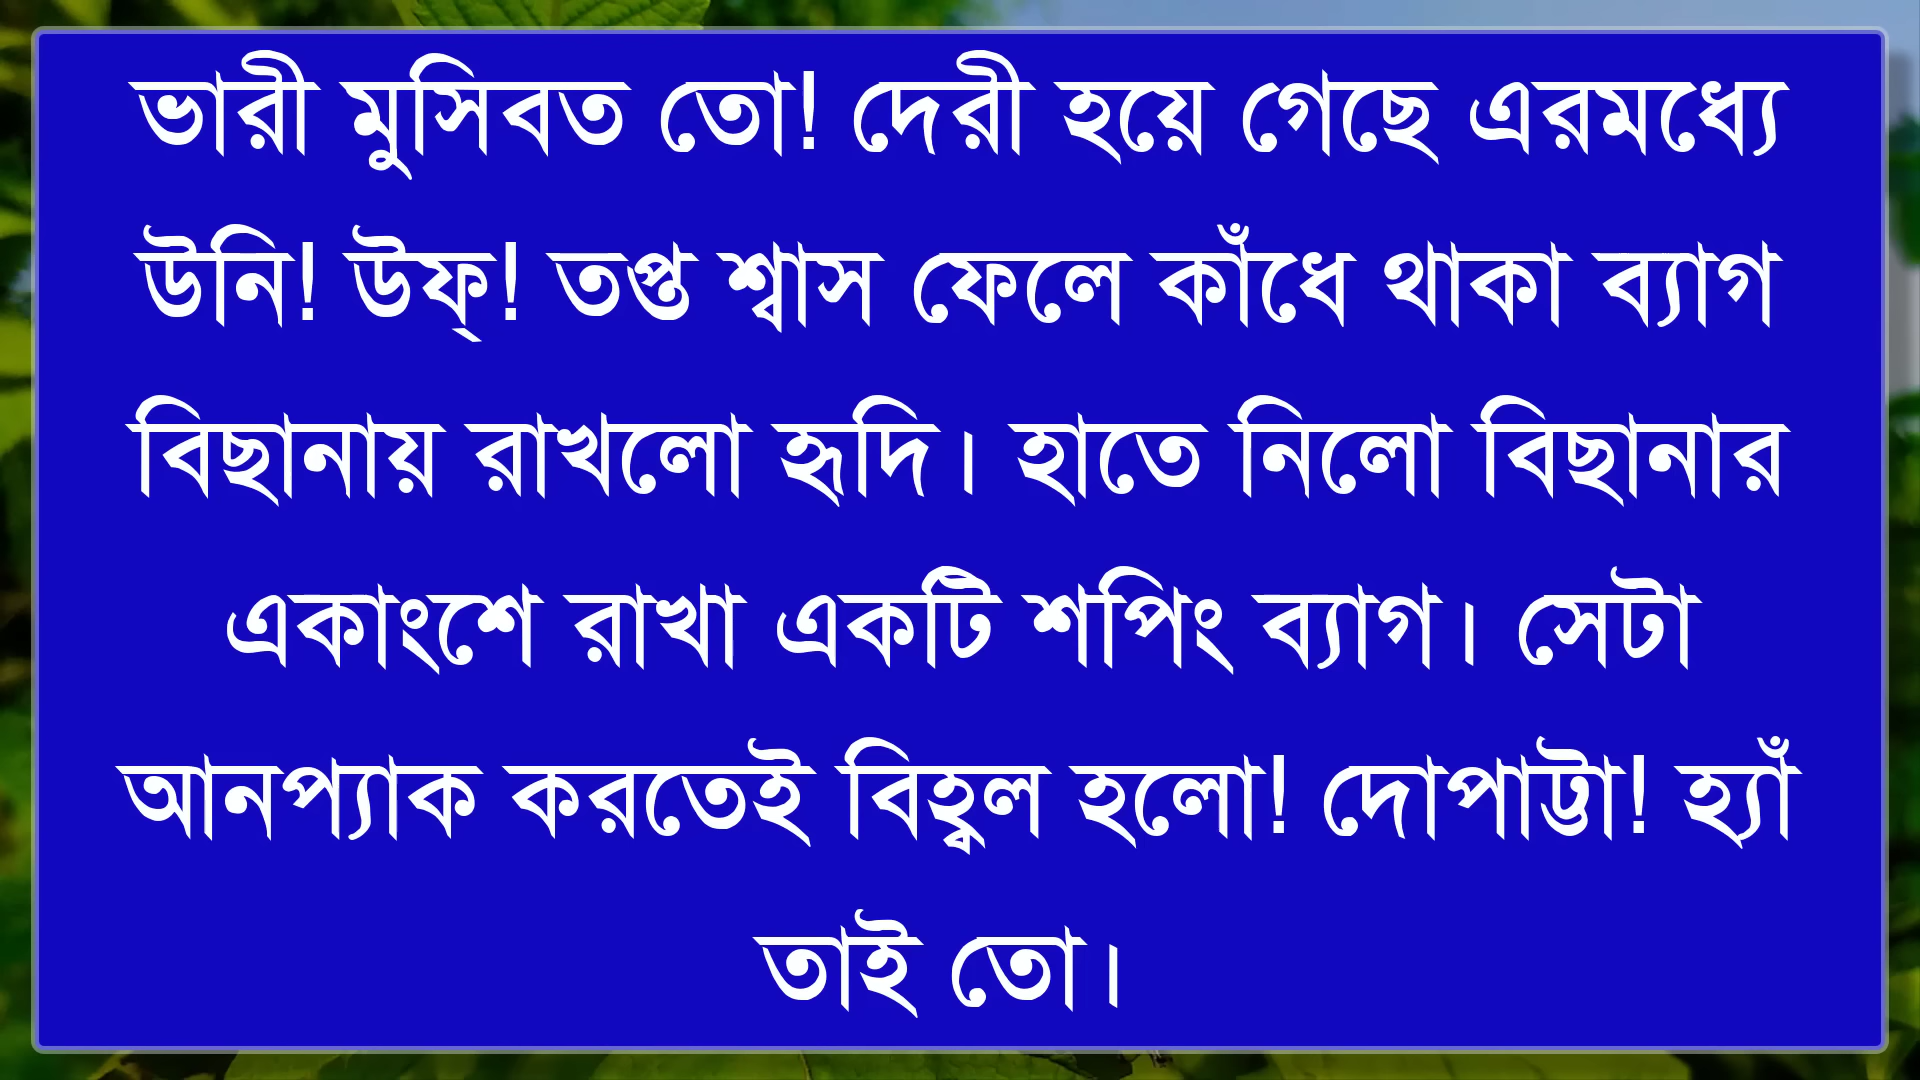 ভারী মুসিবত তো! দেরী হয়ে গেছে এরমধ্যে
উনি! উফ্! তপ্ত শ্বাস ফেলে কাঁধে থাকা ব্যাগ
বিছানায় রাখলো হৃদি। হাতে নিলো বিছানার
একাংশে রাখা একটি শপিং ব্যাগ। সেটা
আনপ্যাক করতেই বিহ্বল হলো! দোপাট্টা! হ্যাঁ
তাই তো।